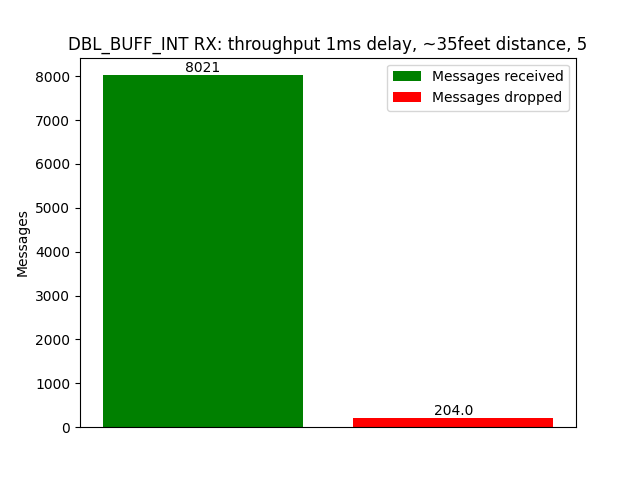 DBL_BUFF_INT RX: throughput 1ms delay, ~35feet distance, 5
8021
Messages received
Messages dropped
8000
7000
6000
5000
4000
3000
2000
1000
0
Messages
204.0